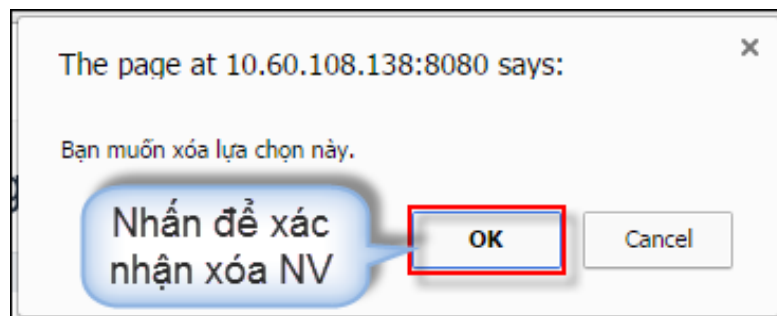 The page at 10.60.108.138:8080 says:
Bạn muốn xóa lựa chọn này.
Nhấn để xác
nhận xóa NV
OK
Cancel